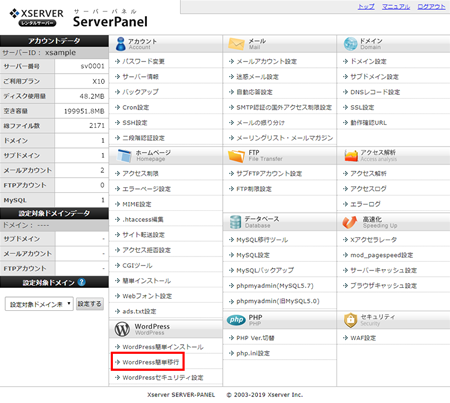 XSERVER
レンタルサーバー
サーバーパネル
ServerPanel
トップ マニュアル ログアウト
アカウントデータ
サーバーID： xsample
サーバー番号 sv0001
ご利用プラン X10
ディスク使用量 48.2MB
空き容量 199951.8MB
総ファイル数 2171
ドメイン 1
サブドメイン 1
メールアカウント 2
FTPアカウント 0
MySQL 1
設定対象ドメインデータ
ドメイン： ----
サブドメイン -
メールアカウント -
FTPアカウント -
設定対象ドメイン ?
設定対象ドメイン未 設定する
アカウント
Account
パスワード変更
サーバー情報
バックアップ
Cron設定
SSH設定
二段階認証設定
メール
Mail
メールアカウント設定
迷惑メール設定
自動応答設定
SMTP認証の国外アクセス制限設定
メールの振り分け
メーリングリスト・メールマガジン
ドメイン
Domain
ドメイン設定
サブドメイン設定
DNSレコード設定
SSL設定
動作確認URL
ホームページ
Homepage
アクセス制限
エラーページ設定
MIME設定
.htaccess編集
サイト転送設定
アクセス拒否設定
CGIツール
簡単インストール
Webフォント設定
ads.txt設定
FTP
File Transfer
サブFTPアカウント設定
FTP制限設定
アクセス解析
Access analysis
アクセス解析
アクセスログ
エラーログ
データベース
Database
MySQL移行ツール
MySQL設定
MySQLバックアップ
phpmyadmin(MySQL5.7)
phpmyadmin(旧MySQL5.0)
高速化
Speeding Up
Xアクセラレータ
mod_pagespeed設定
サーバーキャッシュ設定
ブラウザキャッシュ設定
WordPress
WordPress
WordPress簡単インストール
WordPress簡単移行
WordPressセキュリティ設定
php
PHP
PHP
PHP Ver.切替
php.ini設定
セキュリティ
Security
WAF設定
Xserver SERVER-PANEL © 2003-2019 Xserver Inc.